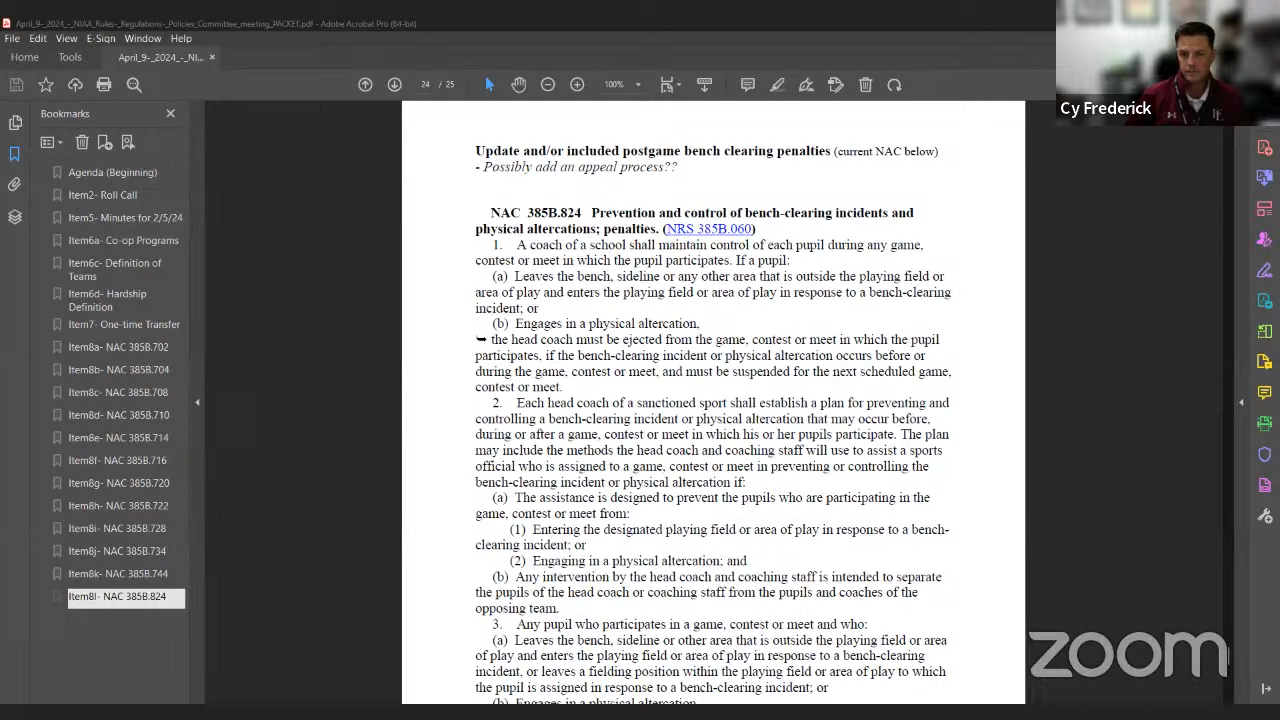 April_9-_2024_-_NIAA_Rules-_Regulations-_Policies_Committee_meeting_PACKET.pdf - Adobe Acrobat Pro (64-bit)
File Edit View E-Sign Window Help
Home Tools April_9-_2024_-_NI... ×
24 / 25 100%
Cy Frederick
Bookmarks
Agenda (Beginning)
Item2- Roll Call
Item5- Minutes for 2/5/24
Item6a- Co-op Programs
Item6c- Definition of
Teams
Item6d- Hardship
Definition
Item7- One-time Transfer
Item8a- NAC 385B.702
Item8b- NAC 385B.704
Item8c- NAC 385B.708
Item8d- NAC 385B.710
Item8e- NAC 385B.714
Item8f- NAC 385B.716
Item8g- NAC 385B.720
Item8h- NAC 385B.722
Item8i- NAC 385B.728
Item8j- NAC 385B.734
Item8k- NAC 385B.744
Item8l- NAC 385B.824
Update and/or included postgame bench clearing penalties (current NAC below)
- Possibly add an appeal process??
NAC 385B.824 Prevention and control of bench-clearing incidents and
physical altercations; penalties. (NRS 385B.060)
1. A coach of a school shall maintain control of each pupil during any game,
contest or meet in which the pupil participates. If a pupil:
(a) Leaves the bench, sideline or any other area that is outside the playing field or
area of play and enters the playing field or area of play in response to a bench-clearing
incident; or
(b) Engages in a physical altercation,
➥ the head coach must be ejected from the game, contest or meet in which the pupil
participates, if the bench-clearing incident or physical altercation occurs before or
during the game, contest or meet, and must be suspended for the next scheduled game,
contest or meet.
2. Each head coach of a sanctioned sport shall establish a plan for preventing and
controlling a bench-clearing incident or physical altercation that may occur before,
during or after a game, contest or meet in which his or her pupils participate. The plan
may include the methods the head coach and coaching staff will use to assist a sports
official who is assigned to a game, contest or meet in preventing or controlling the
bench-clearing incident or physical altercation if:
(a) The assistance is designed to prevent the pupils who are participating in the
game, contest or meet from:
(1) Entering the designated playing field or area of play in response to a bench-
clearing incident; or
(2) Engaging in a physical altercation; and
(b) Any intervention by the head coach and coaching staff is intended to separate
the pupils of the head coach or coaching staff from the pupils and coaches of the
opposing team.
3. Any pupil who participates in a game, contest or meet and who:
(a) Leaves the bench, sideline or other area that is outside the playing field or area
of play and enters the playing field or area of play in response to a bench-clearing
incident, or leaves a fielding position within the playing field or area of play to which
the pupil is assigned in response to a bench-clearing incident; or
(b) Engages in a physical altercation,
zoom